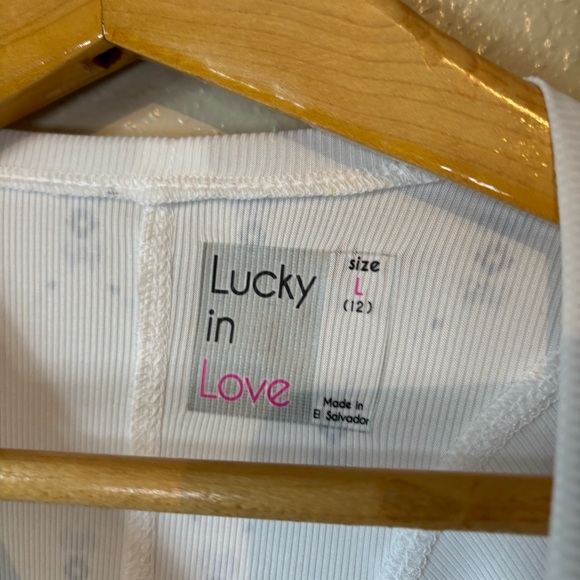 Lucky
in
Love
size
L
(12)
Made in
El Salvador